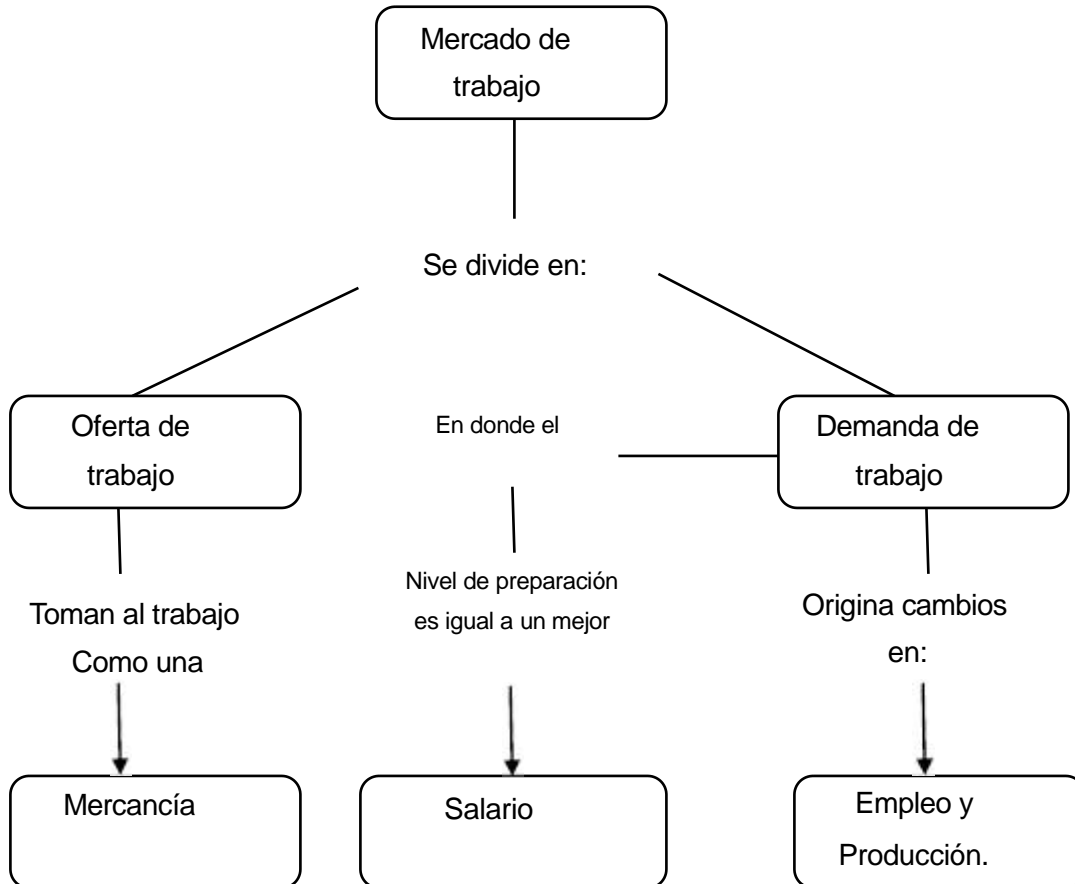 Mercado de
trabajo
Se divide en:
Oferta de
trabajo
En donde el
Demanda de
trabajo
Toman al trabajo
Como una
Nivel de preparación
es igual a un mejor
Origina cambios
en:
Mercancía
Salario
Empleo y
Producción.